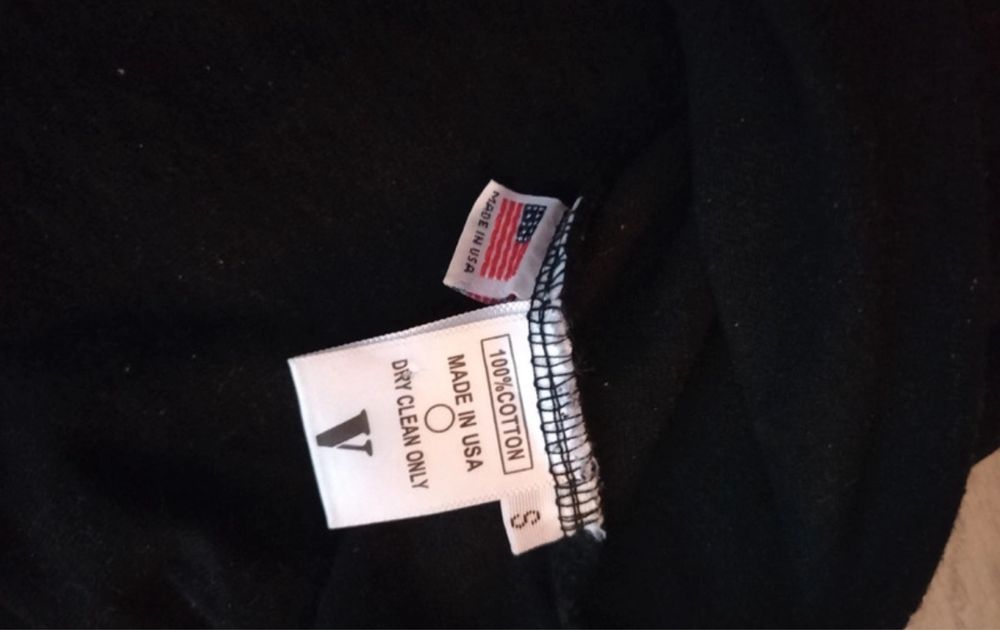 MADE IN USA
100%COTTON
MADE IN USA
DRY CLEAN ONLY
V
S